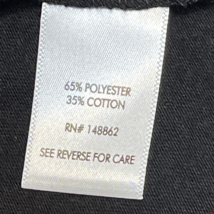 65% POLYESTER
35% COTTON
RN# 148862
SEE REVERSE FOR CARE